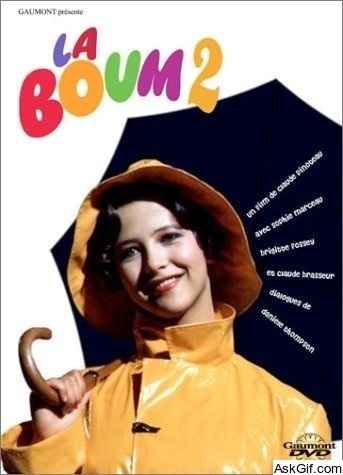 GAUMONT présente
LA
BOUM 2
un film de claude pinoteau
avec sophie marceau
brigitte fossey
et claude brasseur
dialogues de
daniele thompson
Gaumont
DVD
AskGif.com